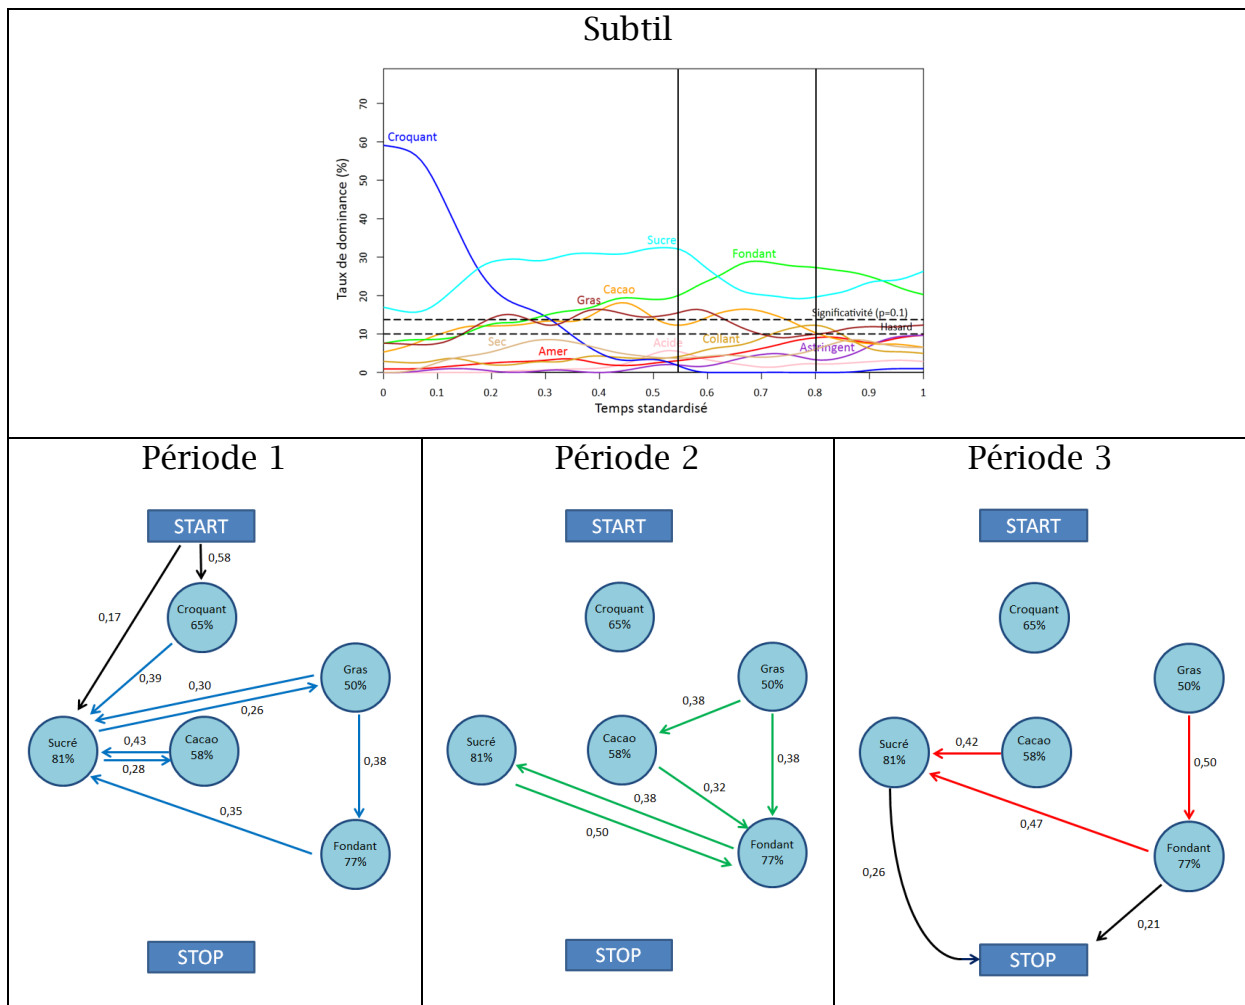 Subtil
Taux de dominance (%)
70
60
50
40
30
20
10
0
Croquant
Sucre
Fondant
Cacao
Gras
Significativité (p=0.1)
Hasard
Sec
Amer
Acide
Collant
Astringent
0 0.1 0.2 0.3 0.4 0.5 0.6 0.7 0.8 0.9 1
Temps standardisé
Période 1
START
0,58
0,17
Croquant
65%
0,39
0,30
0,26
Gras
50%
Sucré
81%
0,43
0,28
Cacao
58%
0,38
0,35
Fondant
77%
STOP
Période 2
START
Croquant
65%
Gras
50%
0,38
Sucré
81%
Cacao
58%
0,38
0,32
0,38
0,50
Fondant
77%
STOP
Période 3
START
Croquant
65%
Gras
50%
Sucré
81%
0,42
Cacao
58%
0,50
0,47
Fondant
77%
0,26
0,21
STOP